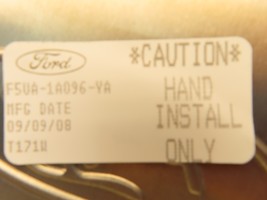 Ford
*CAUTION*
F5UA-1A096-YA
HAND
MFG DATE
INSTALL
09/09/08
ONLY
T171W